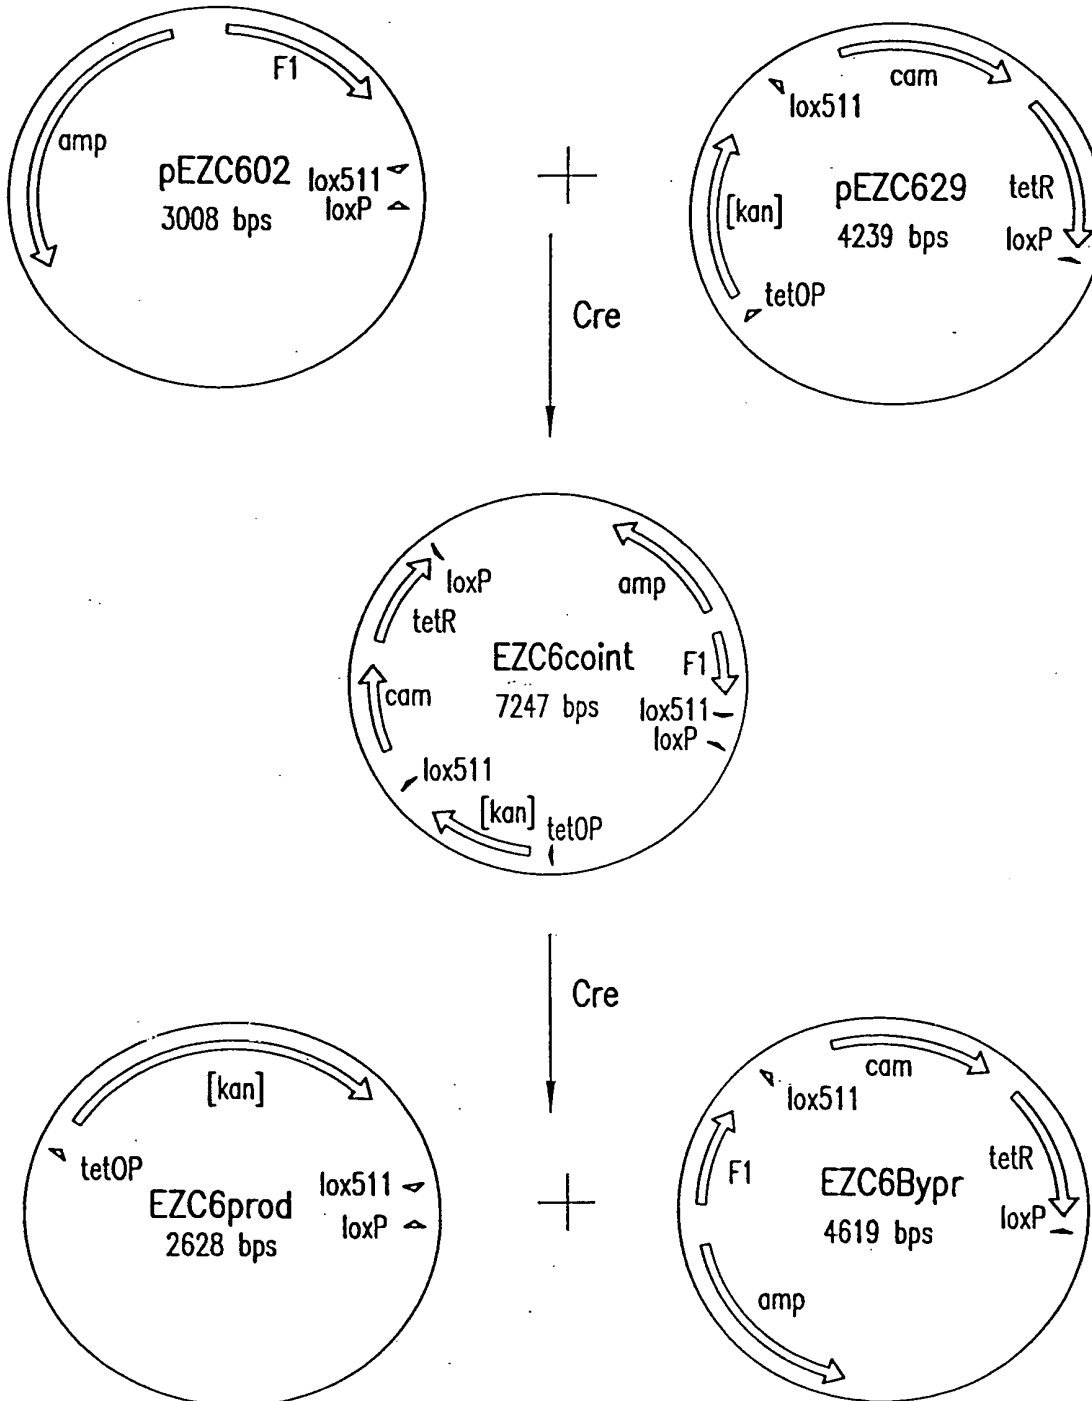 F1
amp
pEZC602
3008 bps
lox511
loxP
+
cam
lox511
[kan]
pEZC629
4239 bps
tetR
loxP
tetOP
Cre
loxP
tetR
amp
EZC6coint
7247 bps
F1
cam
lox511
loxP
lox511
[kan]
tetOP
Cre
[kan]
tetOP
EZC6prod
2628 bps
lox511
loxP
+
cam
lox511
F1
EZC6Bypr
4619 bps
tetR
loxP
amp